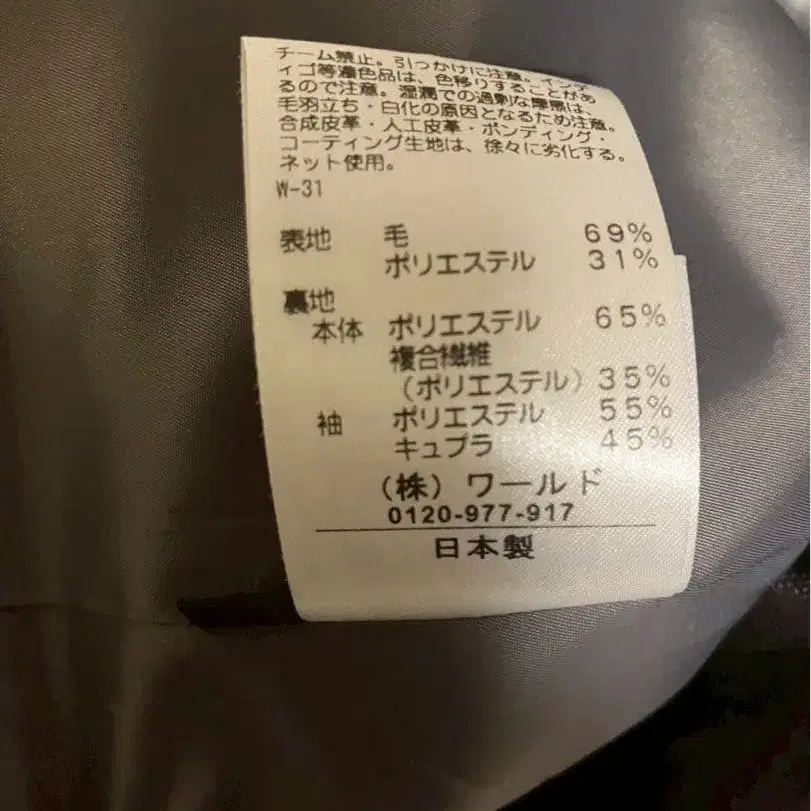 チーム禁止。引っかけに注意。インデ
ィゴ等濃色品は、色移りすることがあ
るので注意。湿潤での過剰な摩擦は、
毛羽立ち・白化の原因となるため注意。
合成皮革・人工皮革・ボンディング・
コーティング生地は、徐々に劣化する。
ネット使用。
W-31
表地 毛 69%
ポリエステル 31%
裏地
本体 ポリエステル 65%
複合繊維
(ポリエステル) 35%
袖 ポリエステル 55%
キュプラ 45%
(株) ワールド
0120-977-917
日本製